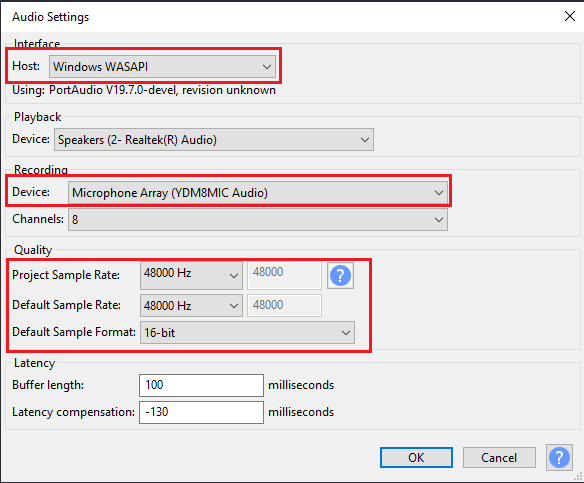 Audio Settings
Interface
Host: Windows WASAPI
Using: PortAudio V19.7.0-devel, revision unknown
Playback
Device: Speakers (2- Realtek(R) Audio)
Recording
Device: Microphone Array (YDM8MIC Audio)
Channels: 8
Quality
Project Sample Rate: 48000 Hz 48000 ?
Default Sample Rate: 48000 Hz 48000
Default Sample Format: 16-bit
Latency
Buffer length: 100 milliseconds
Latency compensation: -130 milliseconds
OK Cancel ?